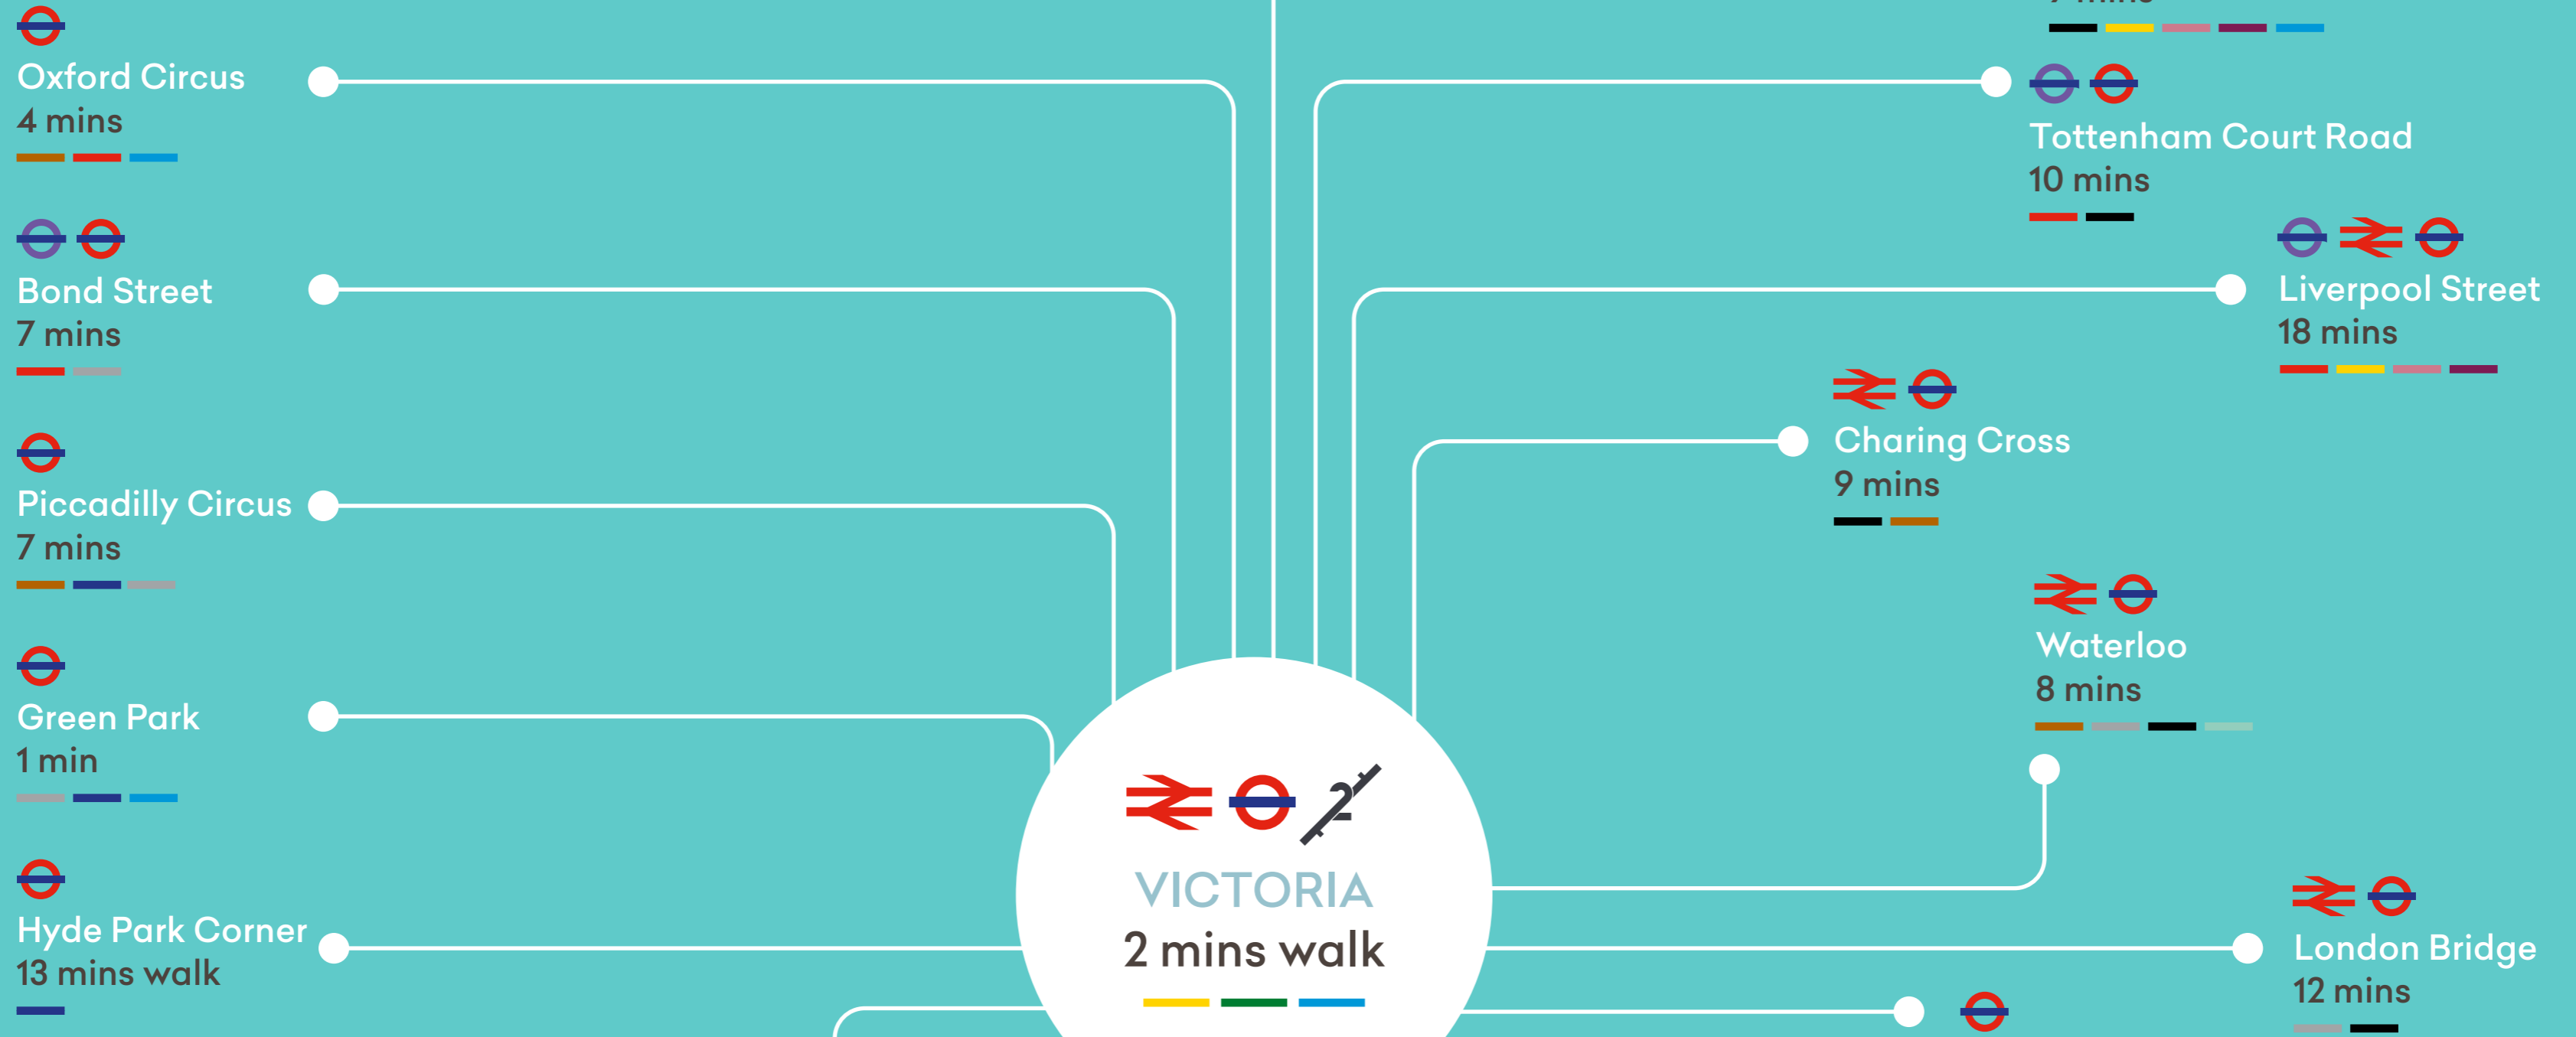 Oxford Circus
4 mins
Bond Street
7 mins
Piccadilly Circus
7 mins
Green Park
1 min
Hyde Park Corner
13 mins walk
2
VICTORIA
2 mins walk
mins
Tottenham Court Road
10 mins
Liverpool Street
18 mins
Charing Cross
9 mins
Waterloo
8 mins
London Bridge
12 mins